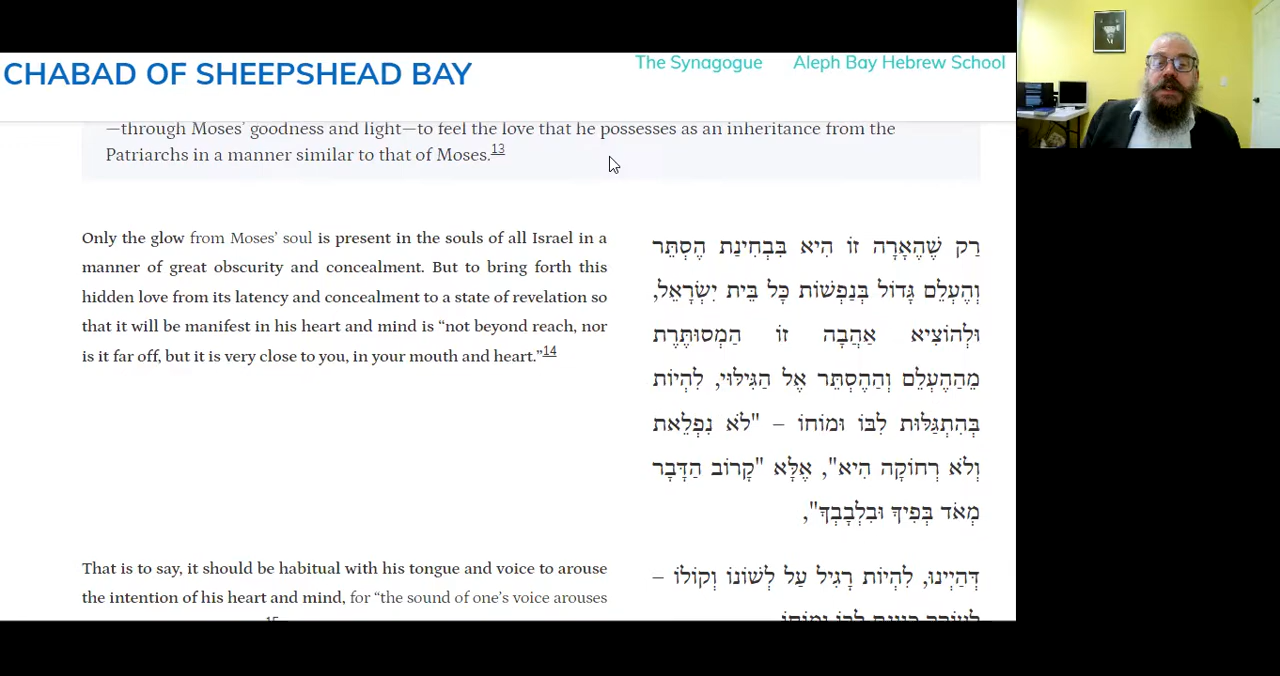 CHABAD OF SHEEPSHEAD BAY
The Synagogue Aleph Bay Hebrew School
—through Moses’ goodness and light—to feel the love that he possesses as an inheritance from the
Patriarchs in a manner similar to that of Moses.13
Only the glow from Moses’ soul is present in the souls of all Israel in a
manner of great obscurity and concealment. But to bring forth this
hidden love from its latency and concealment to a state of revelation so
that it will be manifest in his heart and mind is “not beyond reach, nor
is it far off, but it is very close to you, in your mouth and heart.”14
רַק שֶׁהֶאָרָה זוֹ הִיא בִּבְחִינַת הֶסְתֵּר
וְהֶעְלֵם גָּדוֹל בְּנַפְשׁוֹת כָּל בֵּית יִשְׂרָאֵל,
וּלְהוֹצִיא אַהֲבָה זוֹ הַמְסוּתֶּרֶת
מֵהַהֶעְלֵם וְהַהֶסְתֵּר אֶל הַגִּילּוּי, לִהְיוֹת
בְּהִתְגַּלּוּת לִבּוֹ וּמוֹחוֹ – "לֹא נִפְלֵאת
וְלֹא רְחוֹקָה הִיא", אֶלָּא "קָרוֹב הַדָּבָר
מְאֹד בְּפִיךָ וּבִלְבָבְךָ",
That is to say, it should be habitual with his tongue and voice to arouse
the intention of his heart and mind, for “the sound of one’s voice arouses
15
דְּהַיְינוּ, לִהְיוֹת רָגִיל עַל לְשׁוֹנוֹ וְקוֹלוֹ –